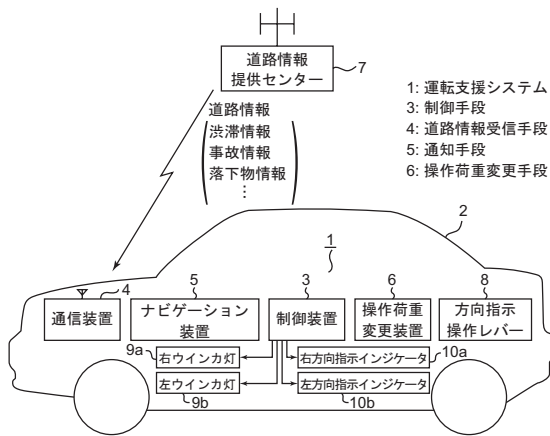 道路情報
提供センター
7
道路情報
渋滞情報
事故情報
落下物情報
⋮
1: 運転支援システム
3: 制御手段
4: 道路情報受信手段
5: 通知手段
6: 操作荷重変更手段
2
1
4
5
3
6
8
通信装置
ナビゲーション
装置
制御装置
操作荷重
変更装置
方向指示
操作レバー
9a
右ウインカ灯
右方向指示インジケータ
10a
左ウインカ灯
左方向指示インジケータ
9b
10b